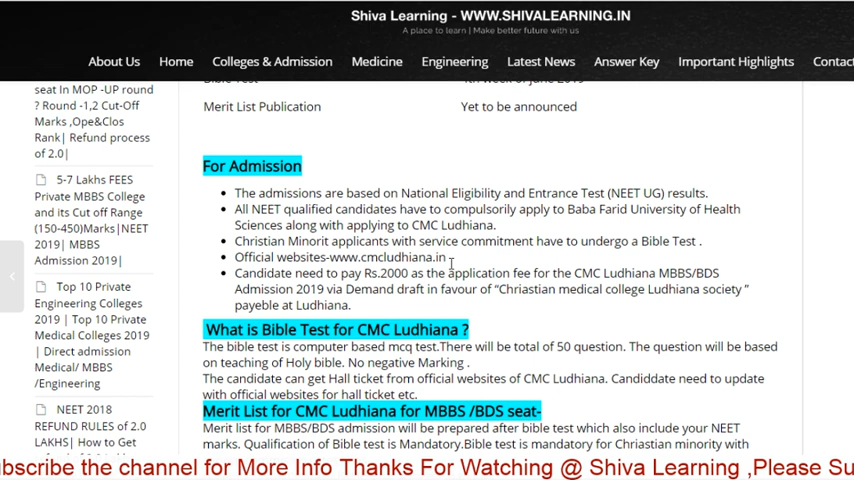 Shiva Learning - WWW.SHIVALEARNING.IN
A place to learn | Make better future with us
About Us Home Colleges & Admission Medicine Engineering Latest News Answer Key Important Highlights Contac
seat In MOP -UP round
? Round -1,2 Cut-Off
Marks ,Ope&Clos
Rank| Refund process
of 2.0|
5-7 Lakhs FEES
Private MBBS College
and its Cut off Range
(150-450)Marks|NEET
2019| MBBS
Admission 2019|
Top 10 Private
Engineering Colleges
2019 | Top 10 Private
Medical Colleges 2019
| Direct admission
Medical/ MBBS
/Engineering
NEET 2018
REFUND RULES of 2.0
LAKHS| How to Get
Bible Test 4th week of june 2019
Merit List Publication Yet to be announced
For Admission
The admissions are based on National Eligibility and Entrance Test (NEET UG) results.
All NEET qualified candidates have to compulsorily apply to Baba Farid University of Health
Sciences along with applying to CMC Ludhiana.
Christian Minorit applicants with service commitment have to undergo a Bible Test .
Official websites-www.cmcludhiana.in
Candidate need to pay Rs.2000 as the application fee for the CMC Ludhiana MBBS/BDS
Admission 2019 via Demand draft in favour of “Chriastian medical college Ludhiana society ”
payeble at Ludhiana.
What is Bible Test for CMC Ludhiana ?
The bible test is computer based mcq test.There will be total of 50 question. The question will be based
on teaching of Holy bible. No negative Marking .
The candidate can get Hall ticket from official websites of CMC Ludhiana. Candiddate need to update
with official websites for hall ticket etc.
Merit List for CMC Ludhiana for MBBS /BDS seat-
Merit list for MBBS/BDS admission will be prepared after bible test which also include your NEET
marks. Qualification of Bible test is Mandatory.Bible test is mandatory for Chriastian minority with
bscribe the channel for More Info Thanks For Watching @ Shiva Learning ,Please Su